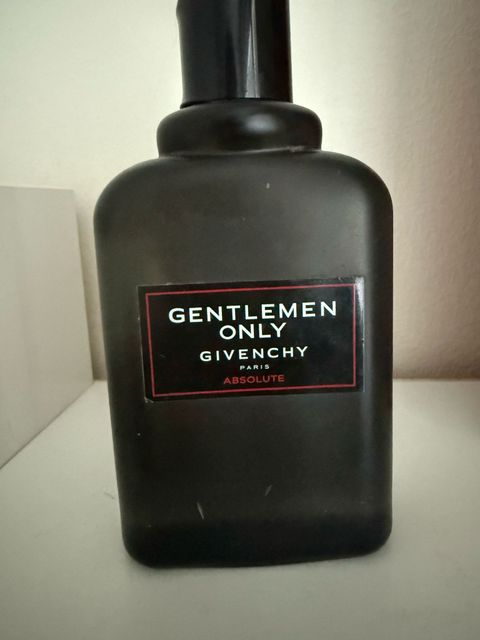 GENTLEMEN
ONLY
GIVENCHY
PARIS
ABSOLUTE